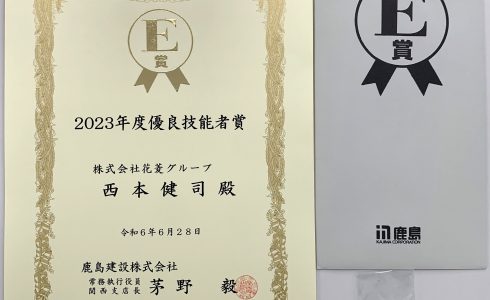 E
賞
2023年度優良技能者賞
株式会社花菱グループ
西本健司殿
令和6年6月28日
鹿島建設株式会社
常務執行役員
関西支店長
茅野 毅
E
賞
鹿島
KAJIMA CORPORATION